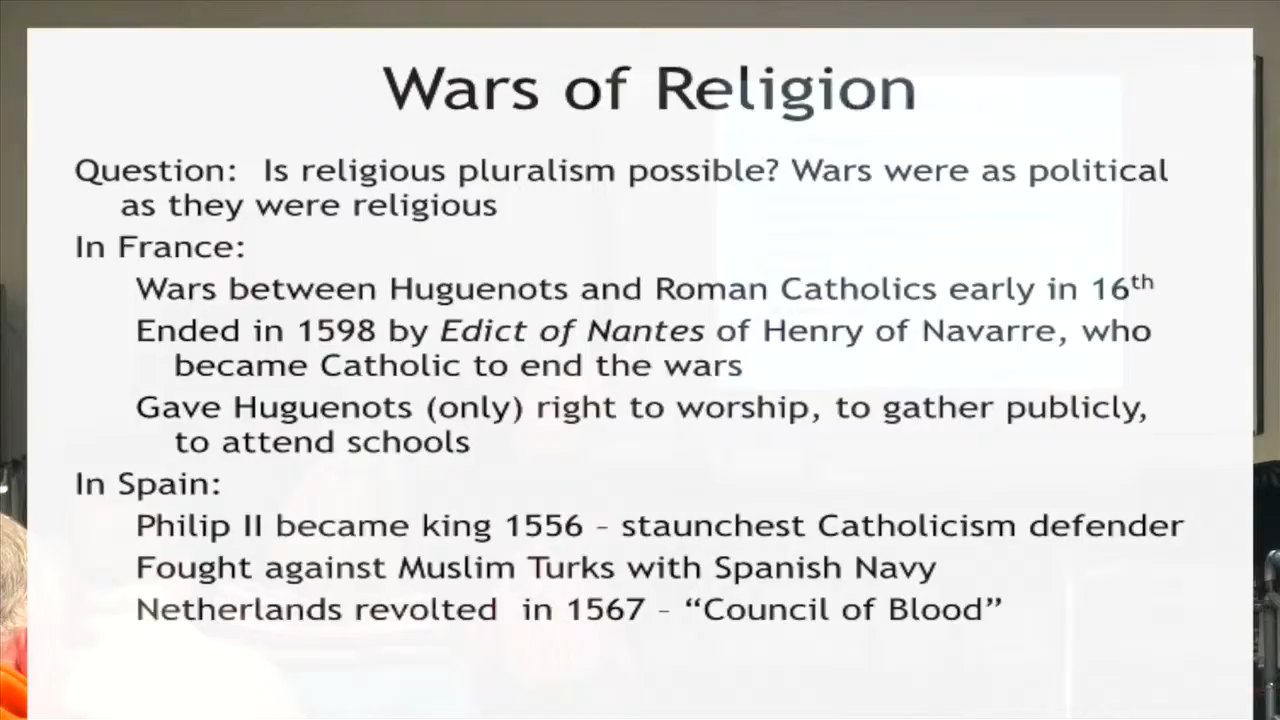 Wars of Religion
Question:  Is religious pluralism possible? Wars were as political
as they were religious
In France:
Wars between Huguenots and Roman Catholics early in 16th
Ended in 1598 by Edict of Nantes of Henry of Navarre, who
became Catholic to end the wars
Gave Huguenots (only) right to worship, to gather publicly,
to attend schools
In Spain:
Philip II became king 1556 – staunchest Catholicism defender
Fought against Muslim Turks with Spanish Navy
Netherlands revolted  in 1567 – “Council of Blood”